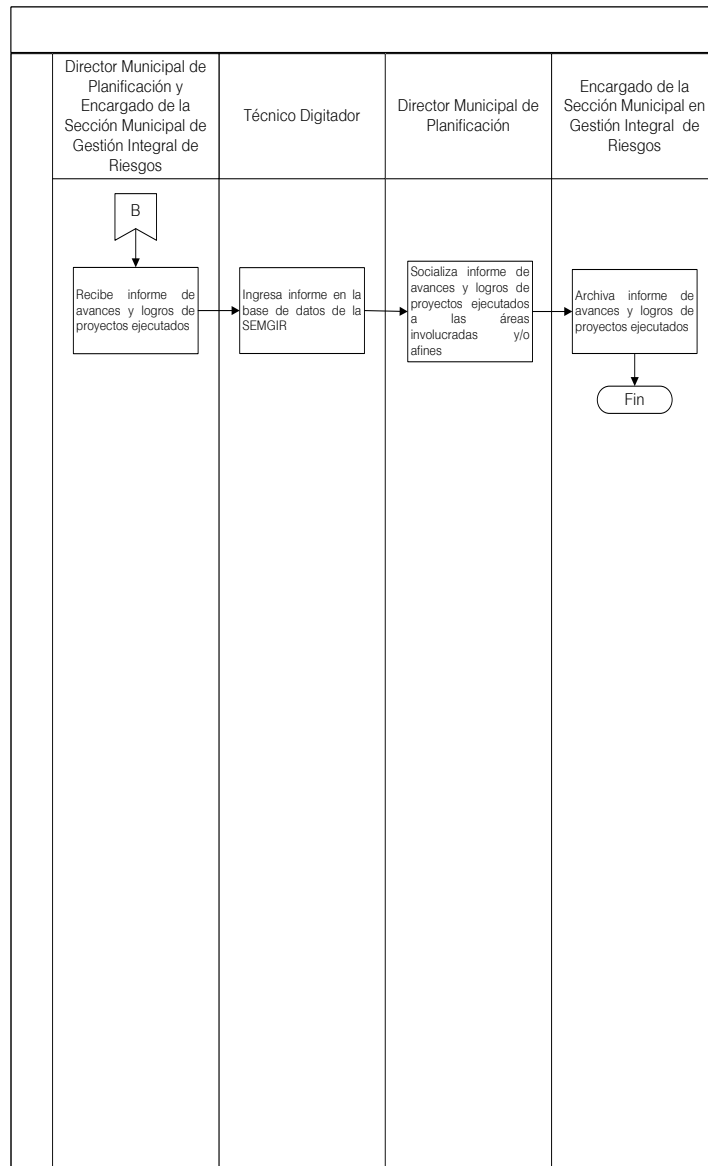 Director Municipal de
Planificación y
Encargado de la
Sección Municipal de
Gestión Integral de
Riesgos
Técnico Digitador
Director Municipal de
Planificación
Encargado de la
Sección Municipal en
Gestión Integral de
Riesgos
B
Recibe informe de
avances y logros de
proyectos ejecutados
Ingresa informe en la
base de datos de la
SEMGIR
Socializa informe de
avances y logros de
proyectos ejecutados
a las áreas
involucradas y/o
afines
Archiva informe de
avances y logros de
proyectos ejecutados
Fin